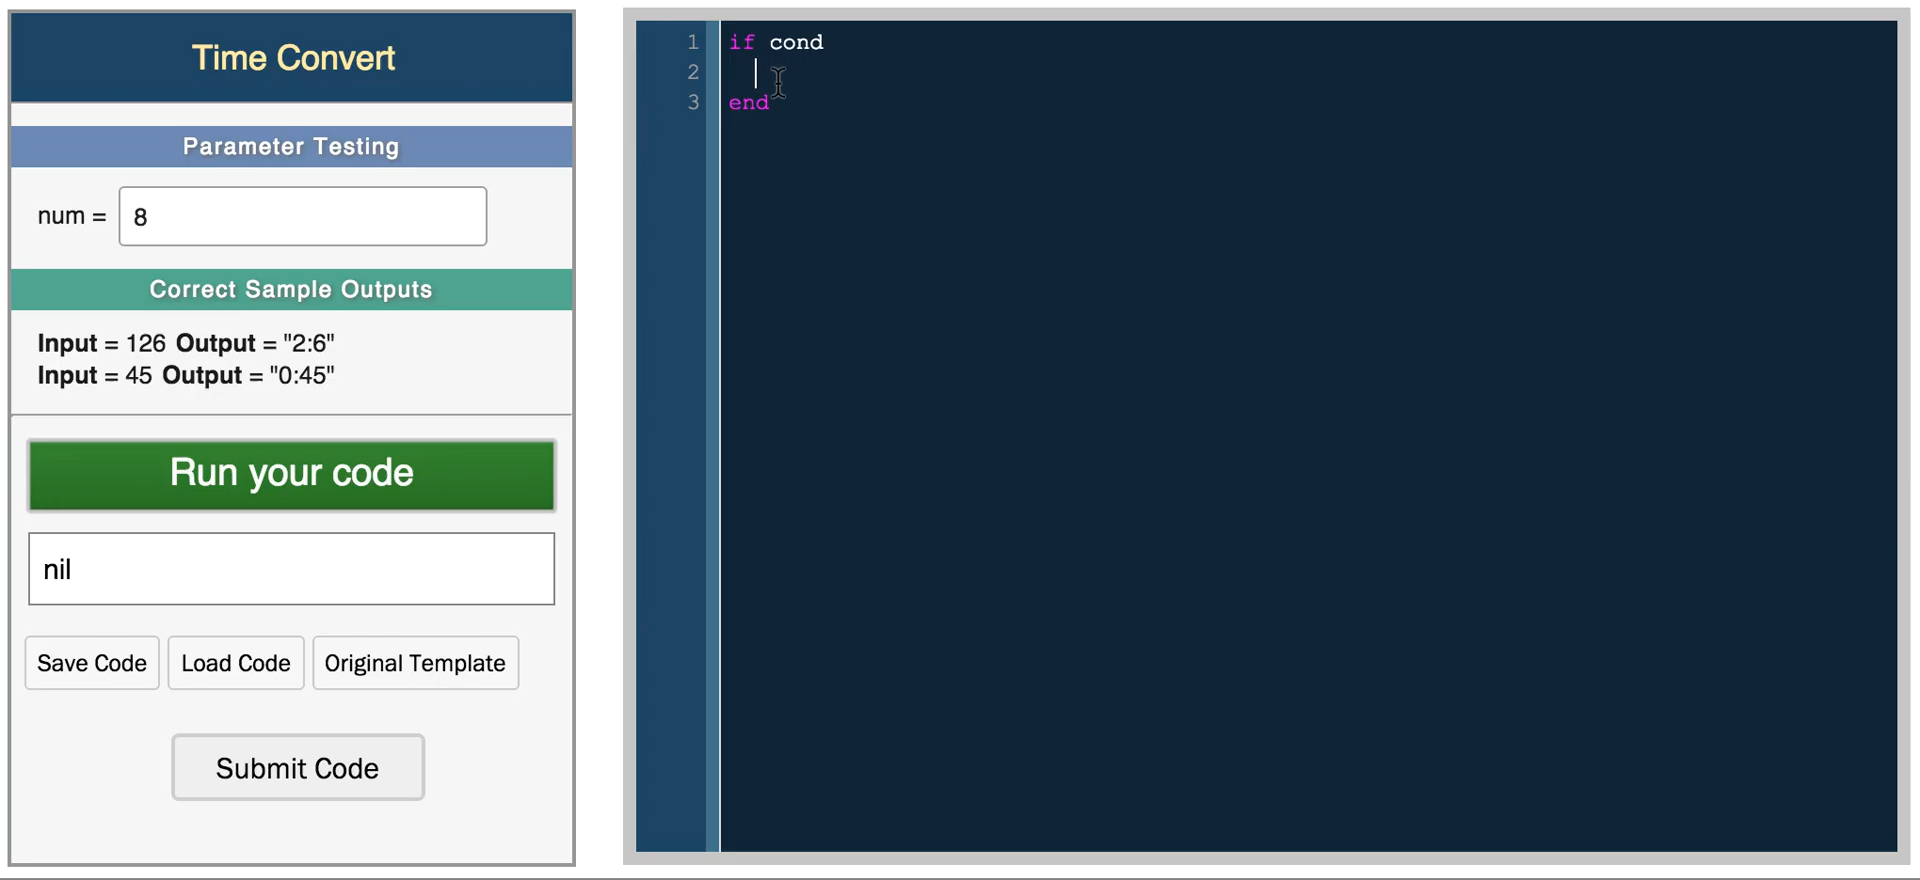 Time Convert
Parameter Testing
num = 8
Correct Sample Outputs
Input = 126 Output = "2:6"
Input = 45 Output = "0:45"
Run your code
nil
Save Code Load Code Original Template
Submit Code
1 if cond
2
3 end